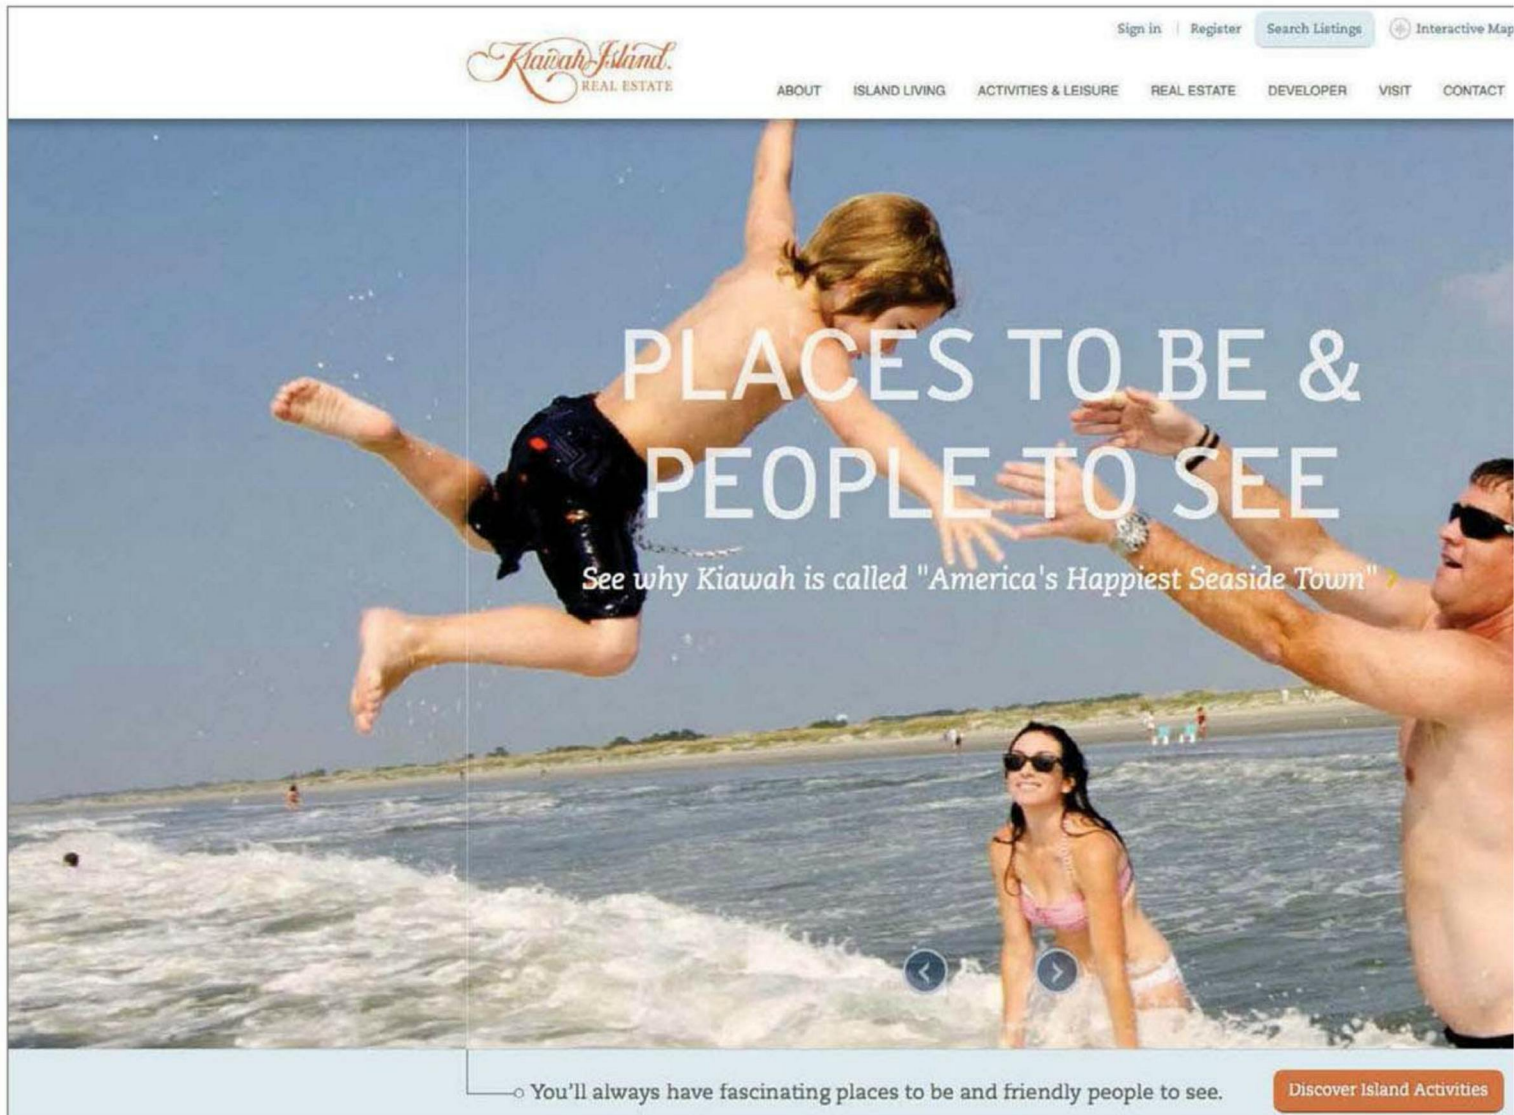 Sign in | Register Search Listings Interactive Map
Kiawah Island.
REAL ESTATE
ABOUT ISLAND LIVING ACTIVITIES & LEISURE REAL ESTATE DEVELOPER VISIT CONTACT
PLACES TO BE &
PEOPLE TO SEE
See why Kiawah is called "America's Happiest Seaside Town" >
You'll always have fascinating places to be and friendly people to see.
Discover Island Activities